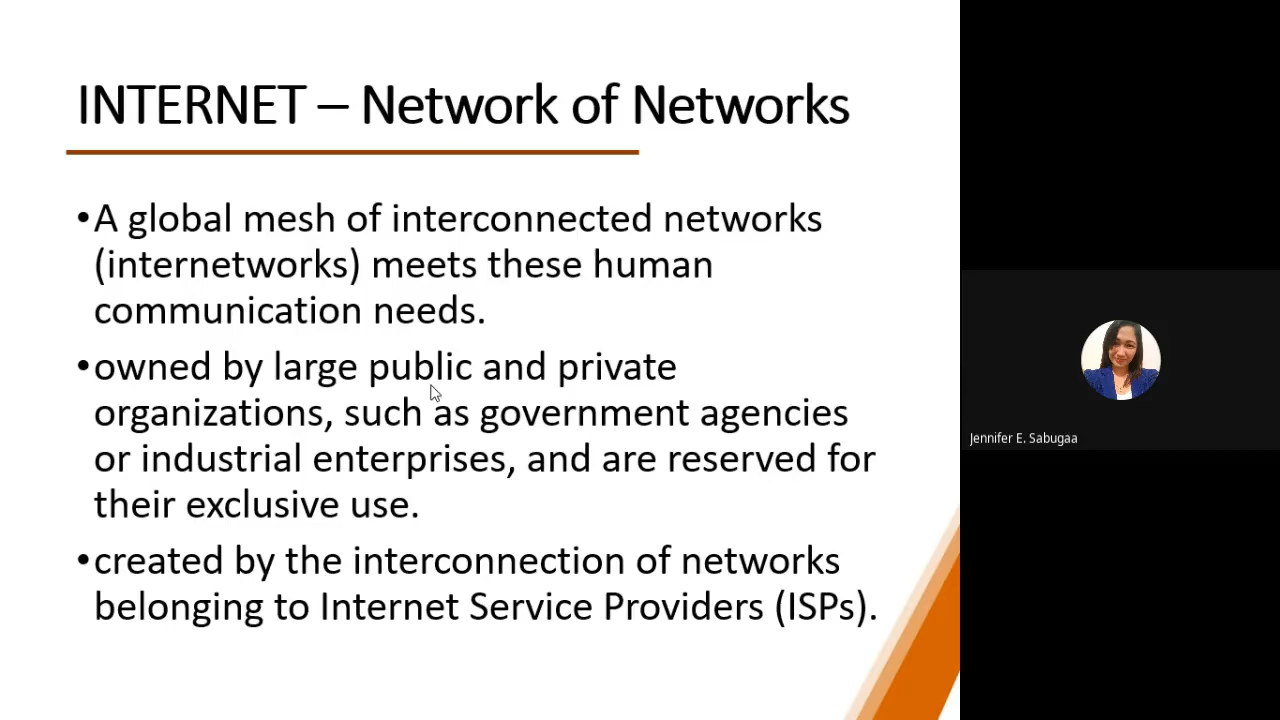 INTERNET – Network of Networks
•A global mesh of interconnected networks
(internetworks) meets these human
communication needs.
•owned by large public and private
organizations, such as government agencies
or industrial enterprises, and are reserved for
their exclusive use.
•created by the interconnection of networks
belonging to Internet Service Providers (ISPs).
Jennifer E. Sabugaa